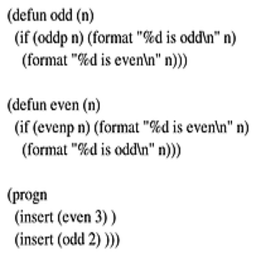 (defun odd (n)
(if (oddp n) (format "%d is odd\n" n)
(format "%d is even\n" n)))
(defun even (n)
(if (evenp n) (format "%d is even\n" n)
(format "%d is odd\n" n)))
(progn
(insert (even 3) )
(insert (odd 2) )))